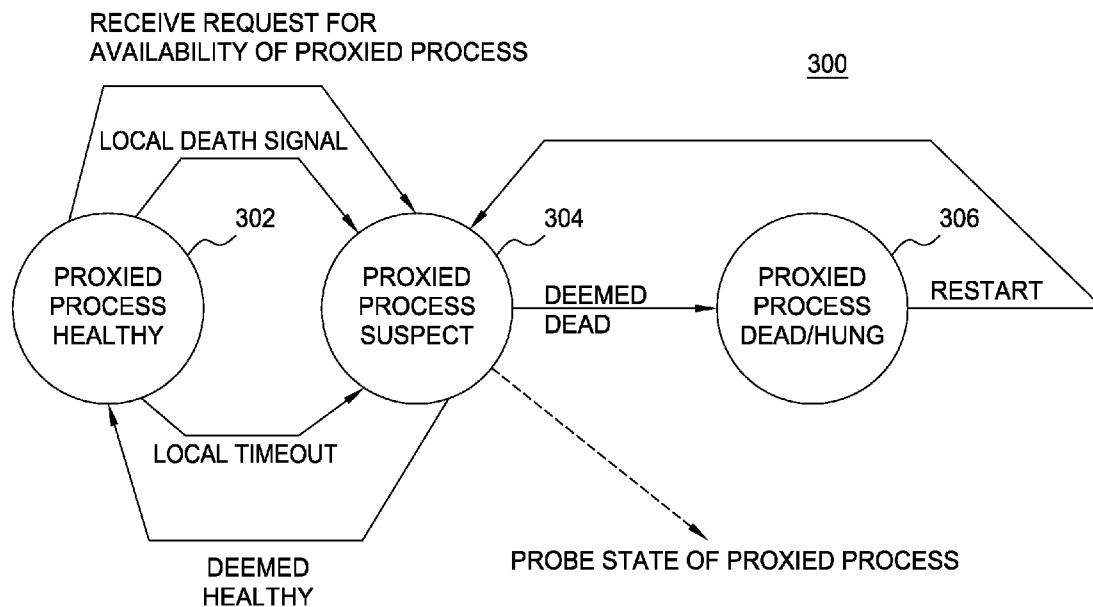 RECEIVE REQUEST FOR
AVAILABILITY OF PROXIED PROCESS
300
LOCAL DEATH SIGNAL
302
304
306
PROXIED
PROCESS
HEALTHY
PROXIED
PROCESS
SUSPECT
DEEMED
DEAD
PROXIED
PROCESS
DEAD/HUNG
RESTART
LOCAL TIMEOUT
DEEMED
HEALTHY
PROBE STATE OF PROXIED PROCESS